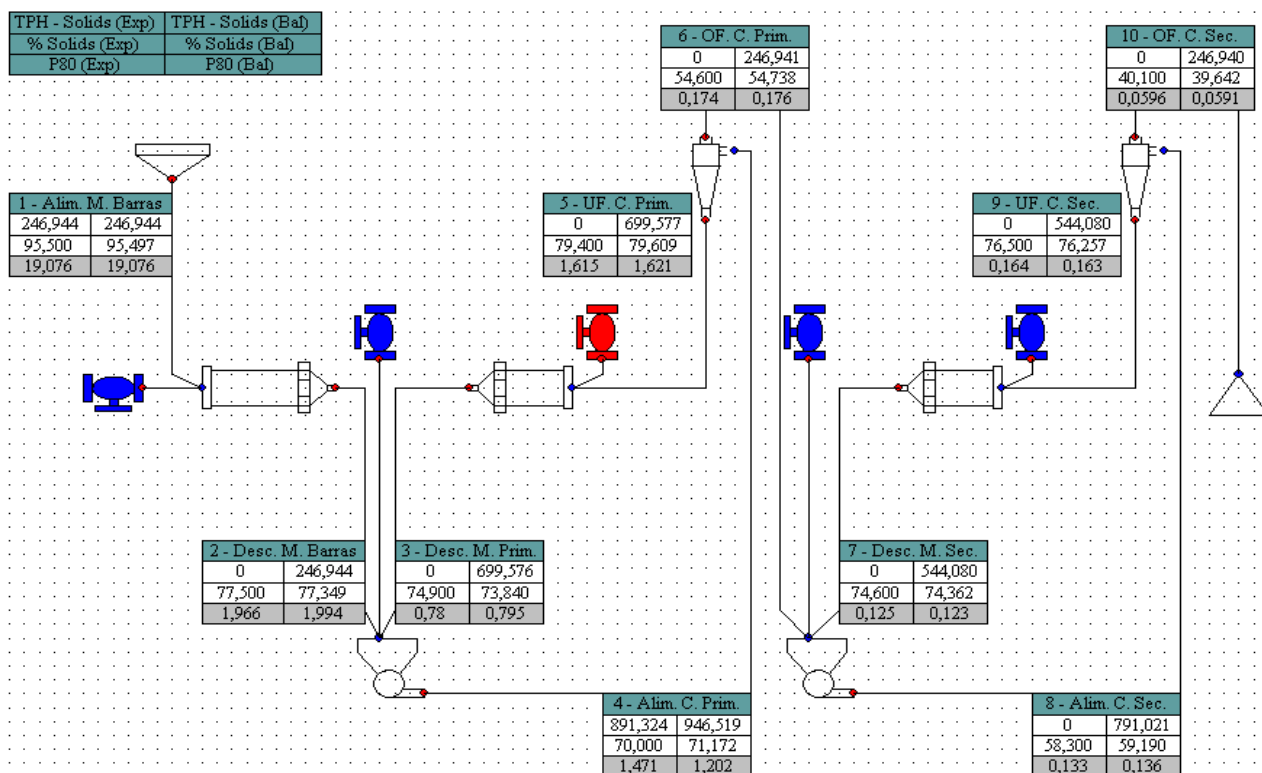 TPH - Solids (Exp) TPH - Solids (Bal)
% Solids (Exp) % Solids (Bal)
P80 (Exp) P80 (Bal)
6 - OF. C. Prim.
0 246,941
54,600 54,738
0,174 0,176
10 - OF. C. Sec.
0 246,940
40,100 39,642
0,0596 0,0591
1 - Alim. M. Barras
246,944 246,944
95,500 95,497
19,076 19,076
5 - UF. C. Prim.
0 699,577
79,400 79,609
1,615 1,621
9 - UF. C. Sec.
0 544,080
76,500 76,257
0,164 0,163
2 - Desc. M. Barras
0 246,944
77,500 77,349
1,966 1,994
3 - Desc. M. Prim.
0 699,576
74,900 73,840
0,78 0,795
7 - Desc. M. Sec.
0 544,080
74,600 74,362
0,125 0,123
4 - Alim. C. Prim.
891,324 946,519
70,000 71,172
1,471 1,202
8 - Alim. C. Sec.
0 791,021
58,300 59,190
0,133 0,136